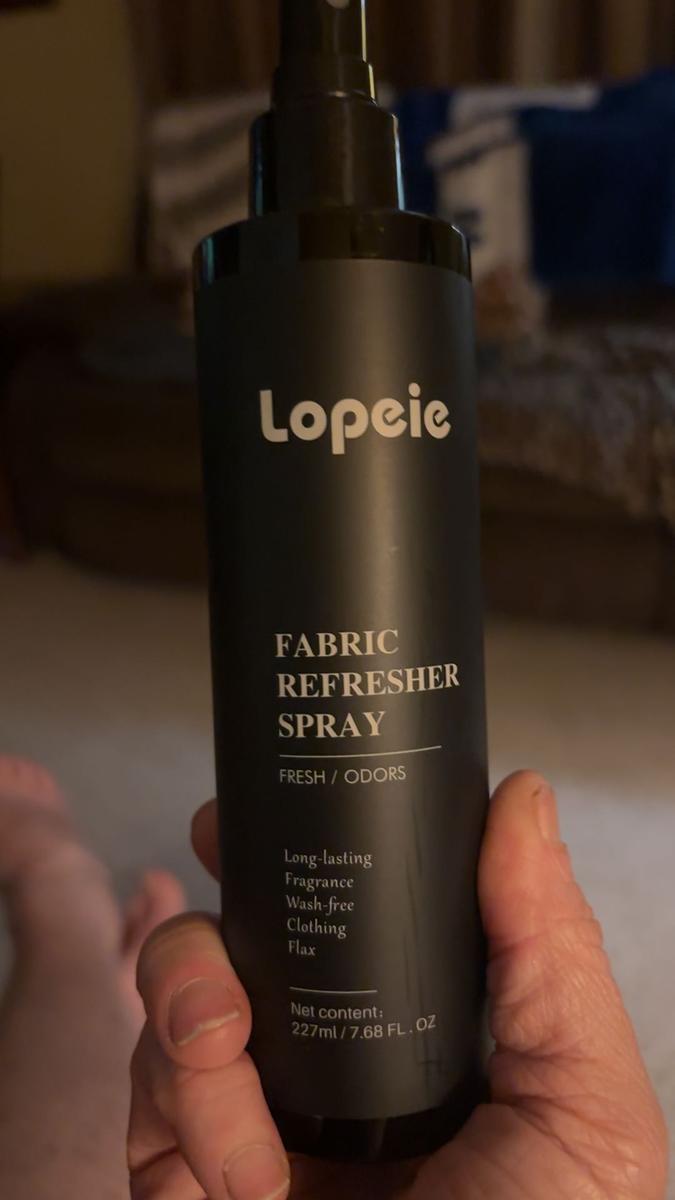 Lopeie
FABRIC
REFRESHER
SPRAY
FRESH / ODORS
Long-lasting
Fragrance
Wash-free
Clothing
Flax
Net content:
227ml / 7.68 FL . OZ